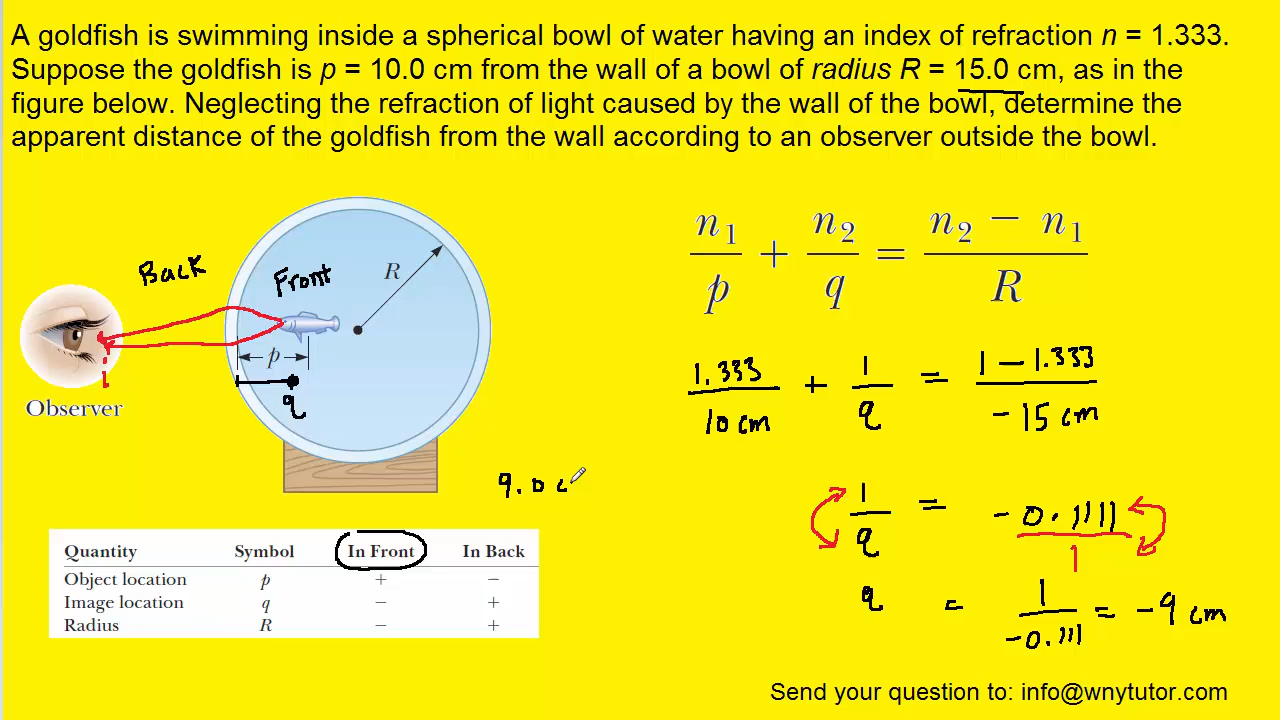 A goldfish is swimming inside a spherical bowl of water having an index of refraction n = 1.333.
Suppose the goldfish is p = 10.0 cm from the wall of a bowl of radius R = 15.0 cm, as in the
figure below. Neglecting the refraction of light caused by the wall of the bowl, determine the
apparent distance of the goldfish from the wall according to an observer outside the bowl.
Back
Front
R
p
q
Observer
9.0 c
n1/p + n2/q = (n2 − n1)/R
1.333/10 cm + 1/q = (1 − 1.333)/−15 cm
1/q = −0.1111/1
q = 1/−0.111 = −9 cm
Quantity Symbol In Front In Back
Object location p + −
Image location q − +
Radius R − +
Send your question to: info@wnytutor.com